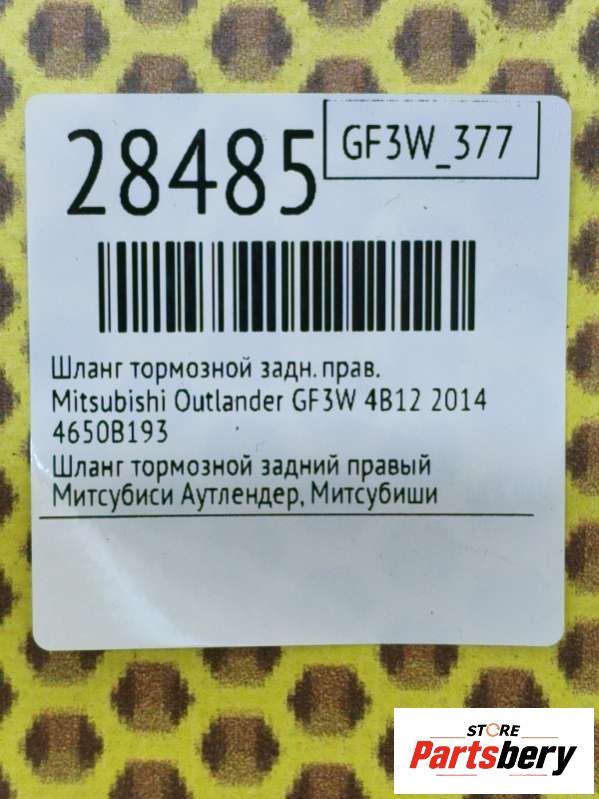 28485
GF3W_377
Шланг тормозной задн. прав.
Mitsubishi Outlander GF3W 4B12 2014
4650B193
Шланг тормозной задний правый
Митсубиси Аутлендер, Митсубиши
STORE
Partsbery